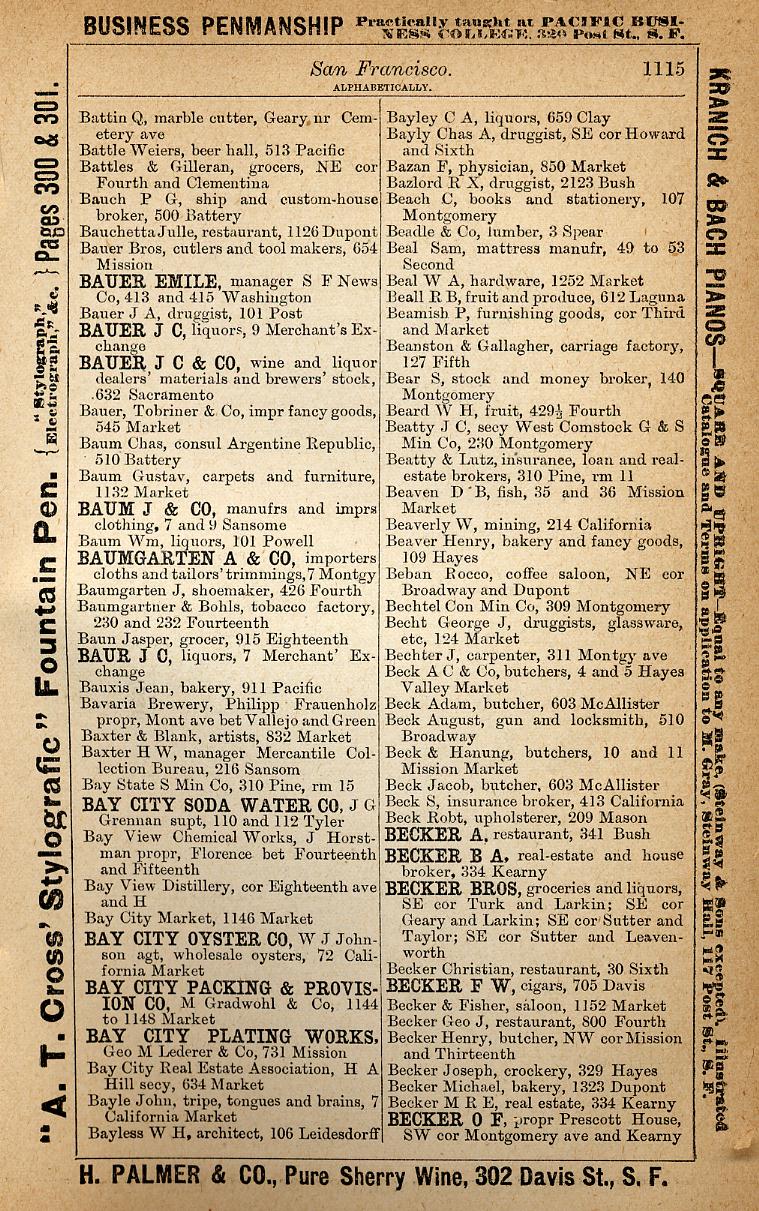 BUSINESS PENMANSHIP Practically taught at PACIFIC BUSI-
NESS COLLEGE, 320 Post St., S. F.
San Francisco. 1115
ALPHABETICALLY.
Battin Q, marble cutter, Geary nr Cem-
etery ave
Battle Weiers, beer hall, 513 Pacific
Battles & Gilleran, grocers, NE cor
Fourth and Clementina
Bauch P G, ship and custom-house
broker, 500 Battery
Bauchetta Julle, restaurant, 1126 Dupont
Bauer Bros, cutlers and tool makers, 654
Mission
BAUER EMILE, manager S F News
Co, 413 and 415 Washington
Bauer J A, druggist, 101 Post
BAUER J C, liquors, 9 Merchant's Ex-
change
BAUER J C & CO, wine and liquor
dealers' materials and brewers' stock,
632 Sacramento
Bauer, Tobriner & Co, impr fancy goods,
545 Market
Baum Chas, consul Argentine Republic,
510 Battery
Baum Gustav, carpets and furniture,
1132 Market
BAUM J & CO, manufrs and imprs
clothing, 7 and 9 Sansome
Baum Wm, liquors, 101 Powell
BAUMGARTEN A & CO, importers
cloths and tailors' trimmings, 7 Montgy
Baumgarten J, shoemaker, 426 Fourth
Baumgartner & Bohls, tobacco factory,
230 and 232 Fourteenth
Baun Jasper, grocer, 915 Eighteenth
BAUR J C, liquors, 7 Merchant' Ex-
change
Bauxis Jean, bakery, 911 Pacific
Bavaria Brewery, Philipp Frauenholz
propr, Mont ave bet Vallejo and Green
Baxter & Blank, artists, 832 Market
Baxter H W, manager Mercantile Col-
lection Bureau, 216 Sansom
Bay State S Min Co, 310 Pine, rm 15
BAY CITY SODA WATER CO, J G
Grennan supt, 110 and 112 Tyler
Bay View Chemical Works, J Horst-
man propr, Florence bet Fourteenth
and Fifteenth
Bay View Distillery, cor Eighteenth ave
and H
Bay City Market, 1146 Market
BAY CITY OYSTER CO, W J John-
son agt, wholesale oysters, 72 Cali-
fornia Market
BAY CITY PACKING & PROVIS-
ION CO, M Gradwohl & Co, 1144
to 1148 Market
BAY CITY PLATING WORKS,
Geo M Lederer & Co, 731 Mission
Bay City Real Estate Association, H A
Hill secy, 634 Market
Bayle John, tripe, tongues and brains, 7
California Market
Bayless W H, architect, 106 Leidesdorff
Bayley C A, liquors, 659 Clay
Bayly Chas A, druggist, SE cor Howard
and Sixth
Bazan F, physician, 850 Market
Bazlord R X, druggist, 2123 Bush
Beach C, books and stationery, 107
Montgomery
Beadle & Co, lumber, 3 Spear
Beal Sam, mattress manufr, 49 to 53
Second
Beal W A, hardware, 1252 Market
Beall R B, fruit and produce, 612 Laguna
Beamish P, furnishing goods, cor Third
and Market
Beanston & Gallagher, carriage factory,
127 Fifth
Bear S, stock and money broker, 140
Montgomery
Beard W H, fruit, 429½ Fourth
Beatty J C, secy West Comstock G & S
Min Co, 230 Montgomery
Beatty & Lutz, insurance, loan and real-
estate brokers, 310 Pine, rm 11
Beaven D B, fish, 35 and 36 Mission
Market
Beaverly W, mining, 214 California
Beaver Henry, bakery and fancy goods,
109 Hayes
Beban Rocco, coffee saloon, NE cor
Broadway and Dupont
Bechtel Con Min Co, 309 Montgomery
Becht George J, druggists, glassware,
etc, 124 Market
Bechter J, carpenter, 311 Montgy ave
Beck A C & Co, butchers, 4 and 5 Hayes
Valley Market
Beck Adam, butcher, 603 McAllister
Beck August, gun and locksmith, 510
Broadway
Beck & Hanung, butchers, 10 and 11
Mission Market
Beck Jacob, butcher, 603 McAllister
Beck S, insurance broker, 413 California
Beck Robt, upholsterer, 209 Mason
BECKER A, restaurant, 341 Bush
BECKER B A, real-estate and house
broker, 334 Kearny
BECKER BROS, groceries and liquors,
SE cor Turk and Larkin; SE cor
Geary and Larkin; SE cor Sutter and
Taylor; SE cor Sutter and Leaven-
worth
Becker Christian, restaurant, 30 Sixth
BECKER F W, cigars, 705 Davis
Becker & Fisher, saloon, 1152 Market
Becker Geo J, restaurant, 800 Fourth
Becker Henry, butcher, NW cor Mission
and Thirteenth
Becker Joseph, crockery, 329 Hayes
Becker Michael, bakery, 1323 Dupont
Becker M R E, real estate, 334 Kearny
BECKER O F, propr Prescott House,
SW cor Montgomery ave and Kearny
"A. T. Cross' Stylografic" Fountain Pen. { "Stylograph," } Pages 300 & 301.
Electrograph," &c.
KRANICH & BACH PIANOS—SQUARE AND UPRIGHT—Equal to any make, (Steinway & Sons excepted). Illustrated
Catalogue and Terms on application to M. Gray, Steinway Hall, 117 Post St., S. F.
H. PALMER & CO., Pure Sherry Wine, 302 Davis St., S. F.